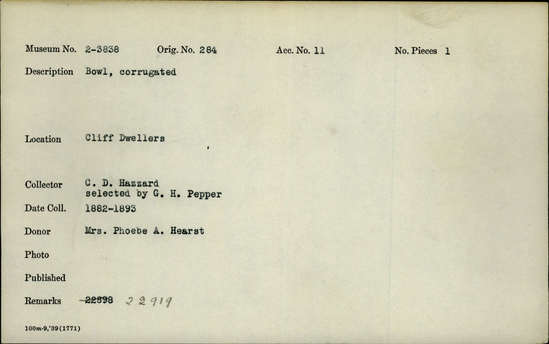 Museum No. 2-3838 Orig. No. 284 Acc. No. 11 No. Pieces 1
Description Bowl, corrugated
Location Cliff Dwellers
Collector C. D. Hazzard
selected by G. H. Pepper
Date Coll. 1882-1893
Donor Mrs. Phoebe A. Hearst
Photo
Published
Remarks 22898 22919
100m-9,'39(1771)